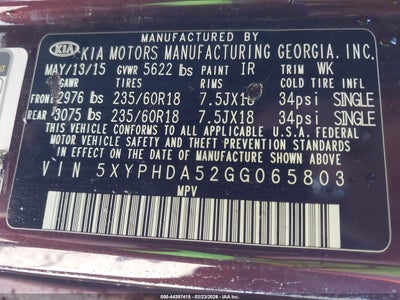 KIA KIA MOTORS MANUFACTURING GEORGIA, INC.
MAY/13/15 GVWR 5622 lbs PAINT IR TRIM WK
GAWR TIRES RIMS COLD TIRE INFL
FRONT 2976 lbs 235/60R18 7.5JX18 34psi SINGLE
REAR 3075 lbs 235/60R18 7.5JX18 34psi SINGLE
THIS VEHICLE CONFORMS TO ALL APPLICABLE U.S.A. FEDERAL
MOTOR VEHICLE SAFETY AND THEFT PREVENTION
STANDARDS IN EFFECT ON THE DATE OF MANUFACTURE SHOWN ABOVE.
VIN 5XYPHDA52GG065803
MPV
000-44397415 - 02/23/2026 - IAA Inc.